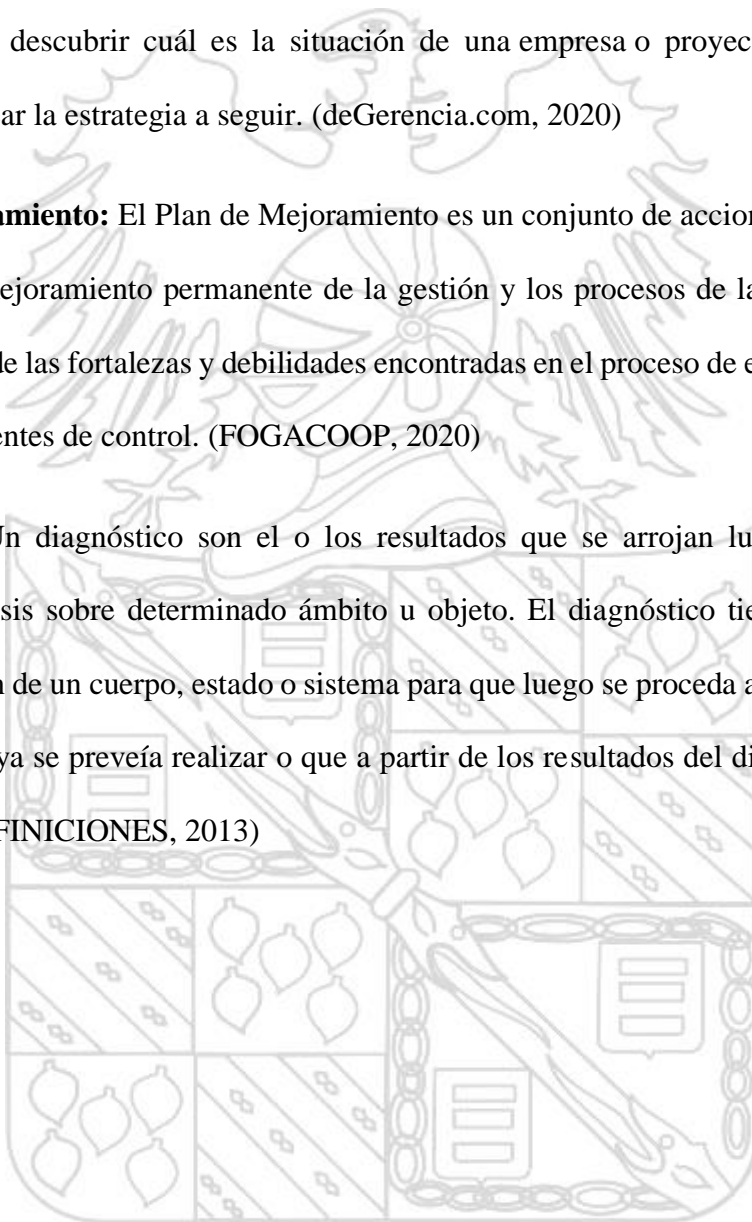 descubrir cuál es la situación de una empresa o proyec
ar la estrategia a seguir. (deGerencia.com, 2020)
amiento: El Plan de Mejoramiento es un conjunto de accion
ejoramiento permanente de la gestión y los procesos de la
de las fortalezas y debilidades encontradas en el proceso de e
entes de control. (FOGACOOP, 2020)
Un diagnóstico son el o los resultados que se arrojan lu
sis sobre determinado ámbito u objeto. El diagnóstico tie
de un cuerpo, estado o sistema para que luego se proceda a
ya se preveía realizar o que a partir de los resultados del di
FINICIONES, 2013)